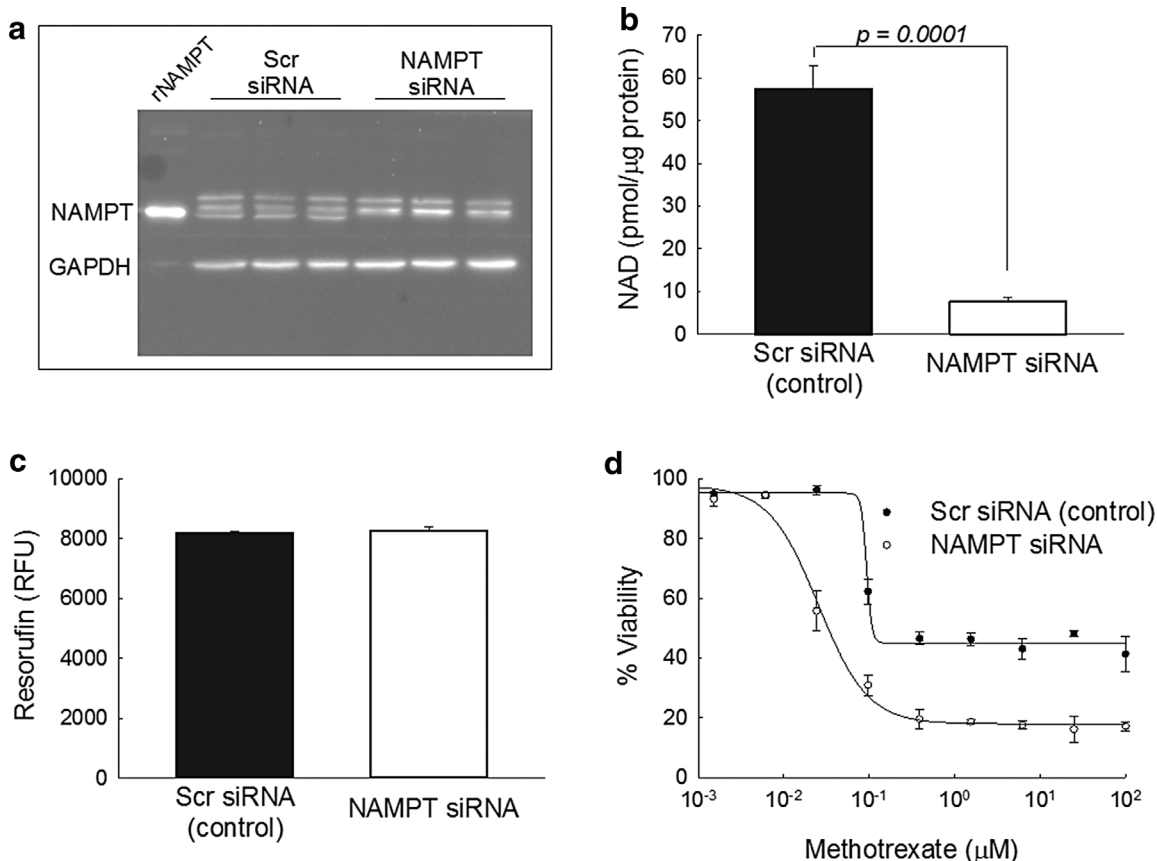 a
rNAMPT
Scr
siRNA
NAMPT
siRNA
NAMPT
GAPDH
b
NAD (pmol/µg protein)
70
60
50
40
30
20
10
0
p = 0.0001
Scr siRNA
(control)
NAMPT siRNA
c
Resorufin (RFU)
10000
8000
6000
4000
2000
0
Scr siRNA
(control)
NAMPT siRNA
d
% Viability
100
80
60
40
20
0
Scr siRNA (control)
NAMPT siRNA
10⁻³ 10⁻² 10⁻¹ 10⁰ 10¹ 10²
Methotrexate (µM)